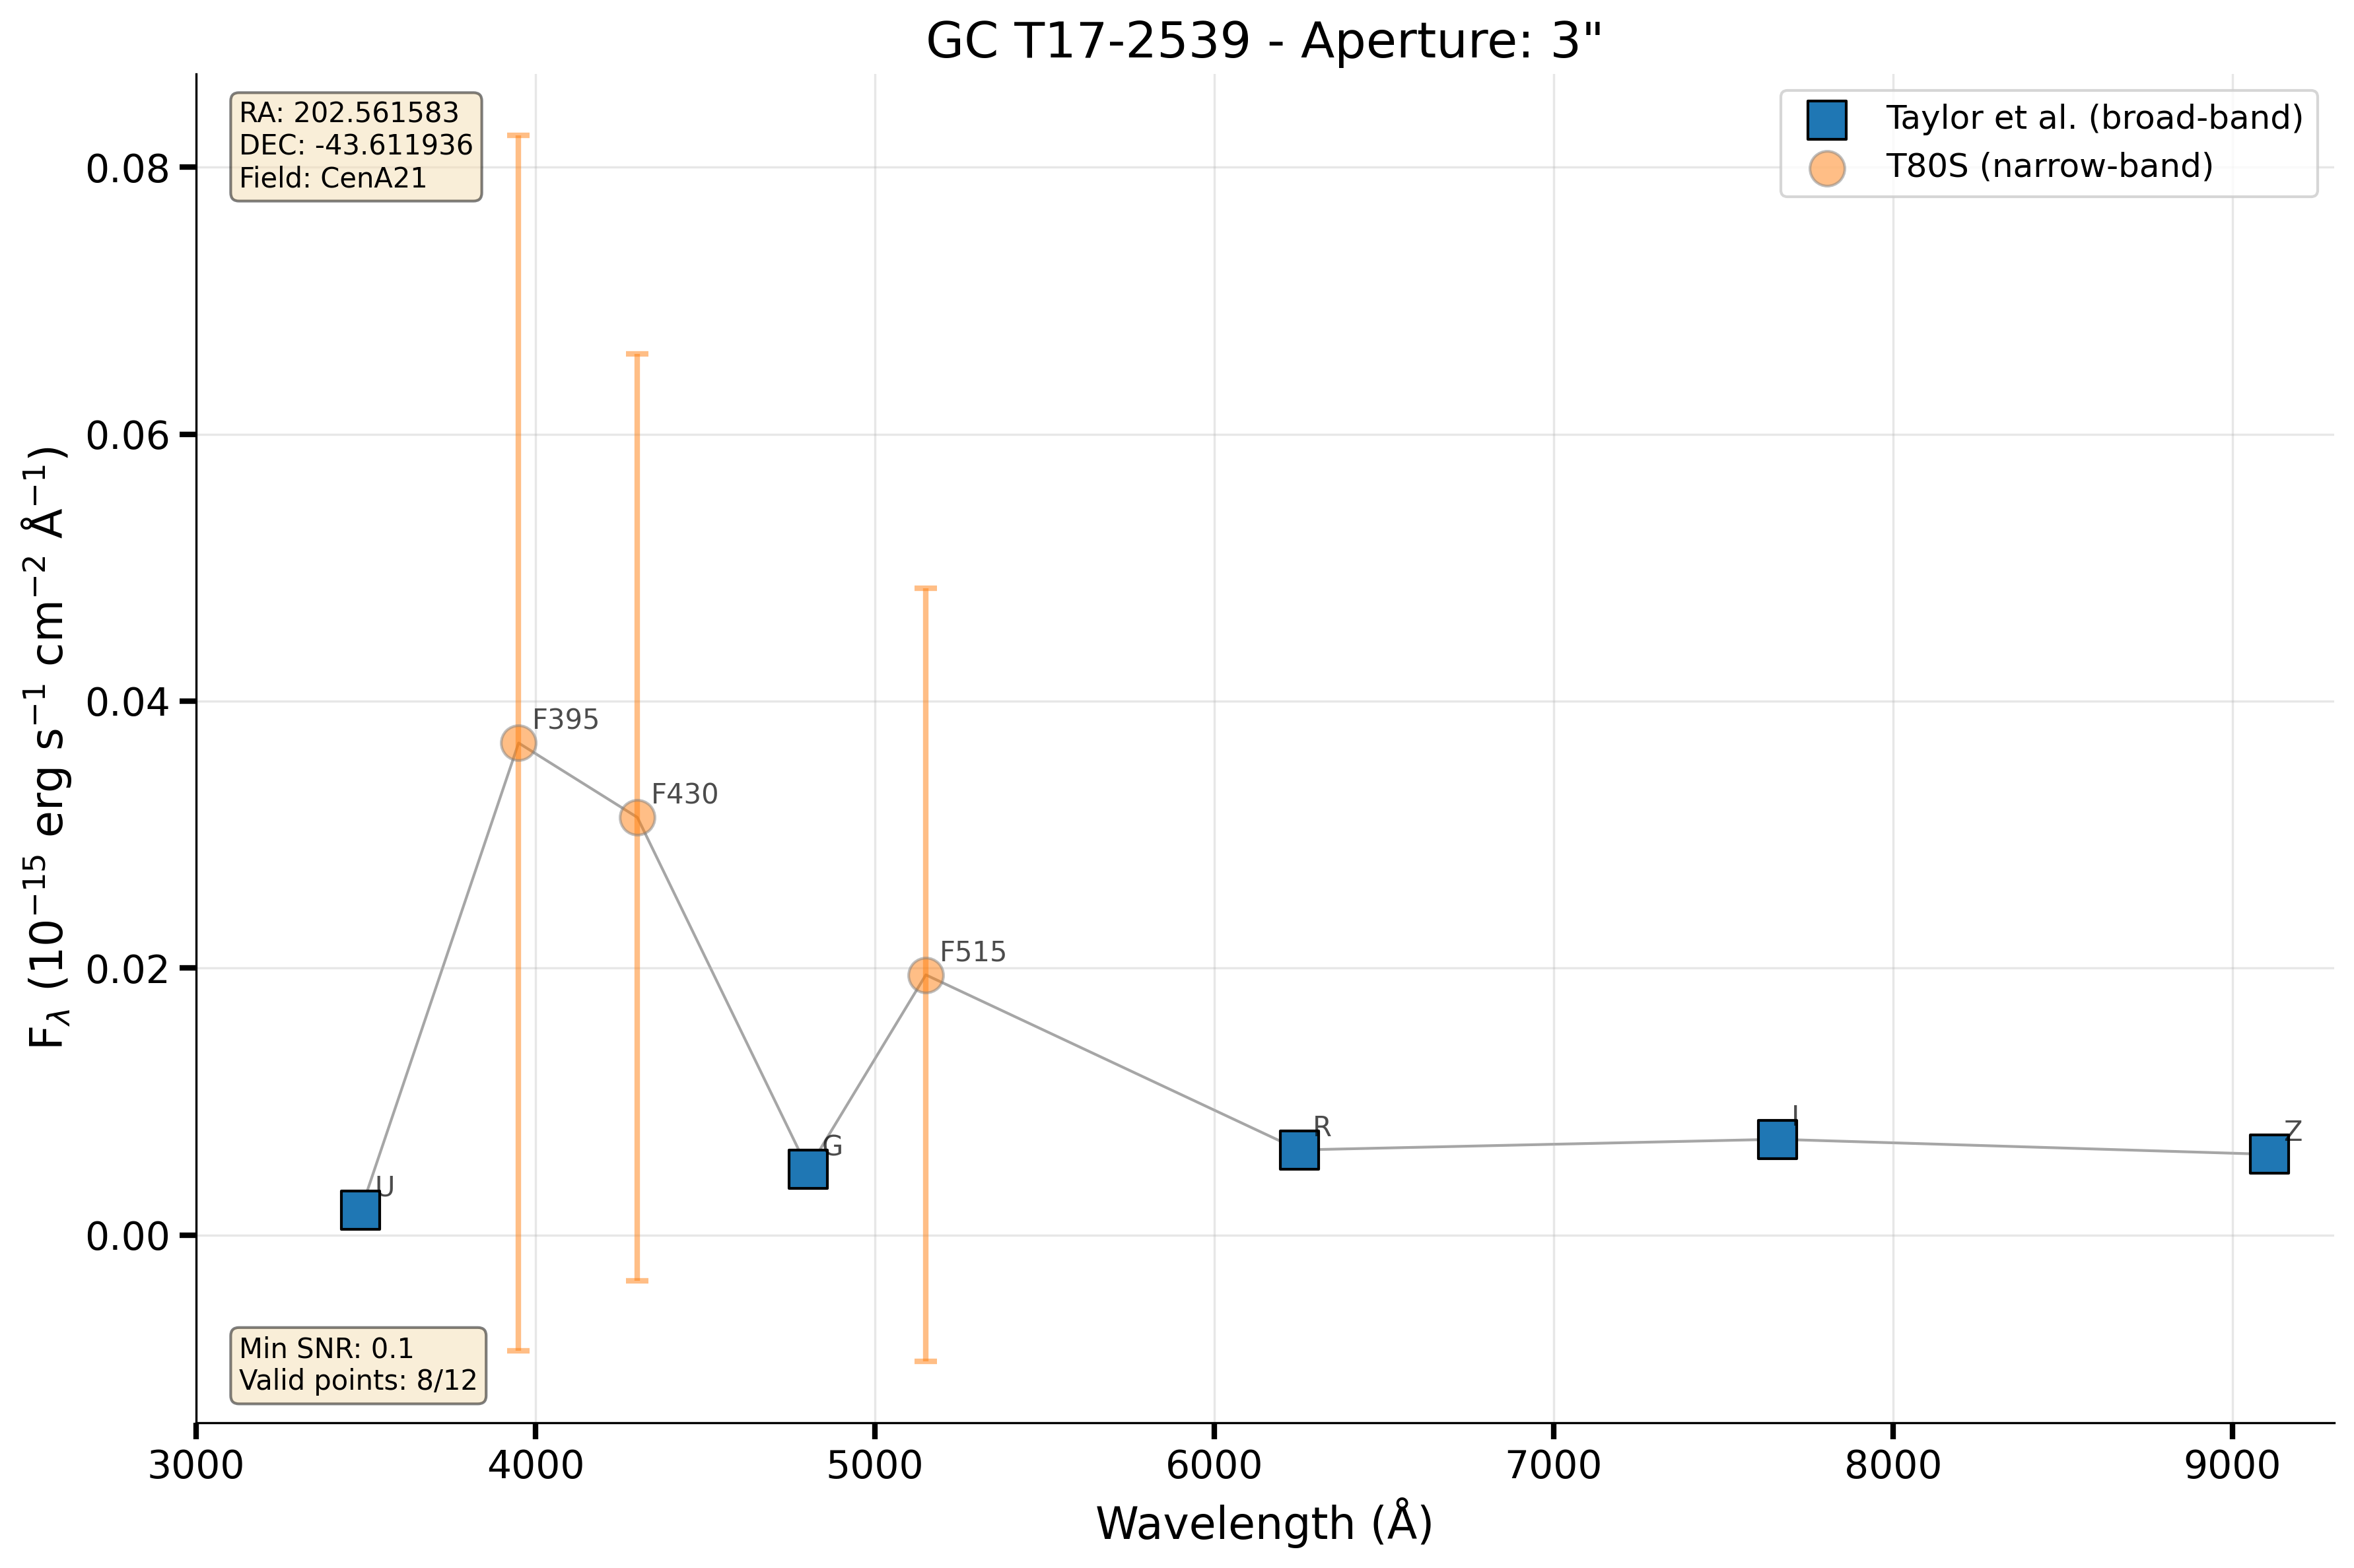 GC T17-2539 - Aperture: 3"
RA: 202.561583
DEC: -43.611936
Field: CenA21
Taylor et al. (broad-band)
T80S (narrow-band)
0.08
0.06
0.04
0.02
0.00
F_λ (10⁻¹⁵ erg s⁻¹ cm⁻² Å⁻¹)
F395
F430
F515
U
G
R
I
Z
Min SNR: 0.1
Valid points: 8/12
3000 4000 5000 6000 7000 8000 9000
Wavelength (Å)